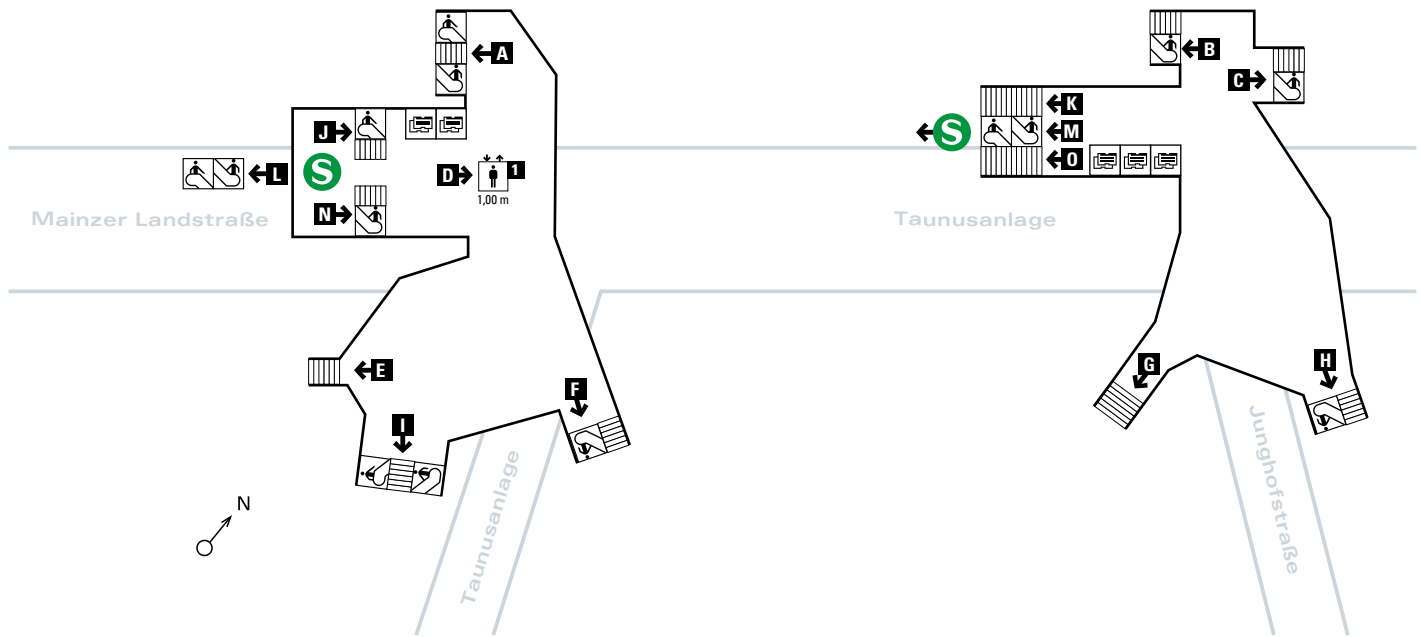 A
B
C
K
J
S
S
M
O
L
D
1
1,00 m
N
Mainzer Landstraße
Taunusanlage
E
G
H
F
I
Taunusanlage
Junghofstraße
N